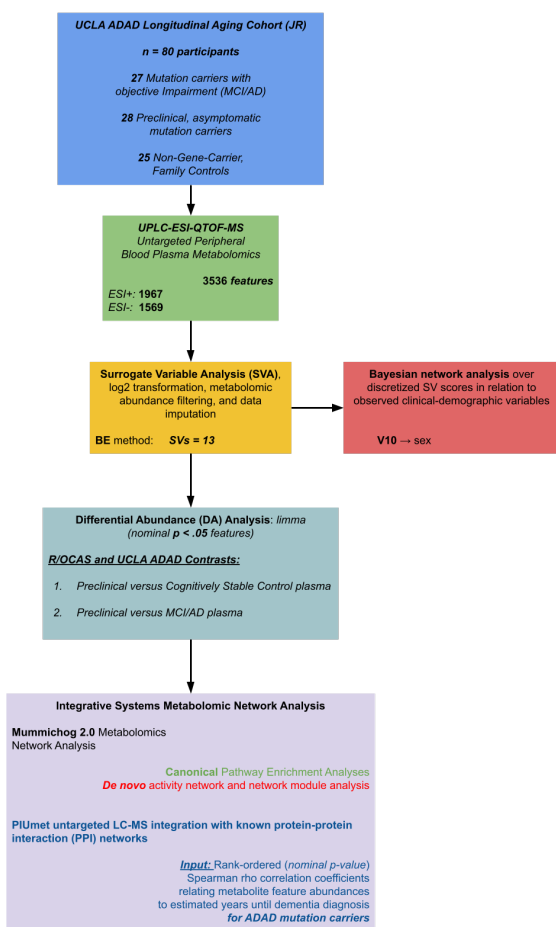 UCLA ADAD Longitudinal Aging Cohort (JR)
n = 80 participants
27 Mutation carriers with
objective Impairment (MCI/AD)
28 Preclinical, asymptomatic
mutation carriers
25 Non-Gene-Carrier,
Family Controls
UPLC-ESI-QTOF-MS
Untargeted Peripheral
Blood Plasma Metabolomics
3536 features
ESI+: 1967
ESI-: 1569
Surrogate Variable Analysis (SVA),
log2 transformation, metabolomic
abundance filtering, and data
imputation
BE method: SVs = 13
Bayesian network analysis over
discretized SV scores in relation to
observed clinical-demographic variables
V10 → sex
Differential Abundance (DA) Analysis: limma
(nominal p < .05 features)
R/OCAS and UCLA ADAD Contrasts:
1. Preclinical versus Cognitively Stable Control plasma
2. Preclinical versus MCI/AD plasma
Integrative Systems Metabolomic Network Analysis
Mummichog 2.0 Metabolomics
Network Analysis
Canonical Pathway Enrichment Analyses
De novo activity network and network module analysis
PIUmet untargeted LC-MS integration with known protein-protein
interaction (PPI) networks
Input: Rank-ordered (nominal p-value)
Spearman rho correlation coefficients
relating metabolite feature abundances
to estimated years until dementia diagnosis
for ADAD mutation carriers